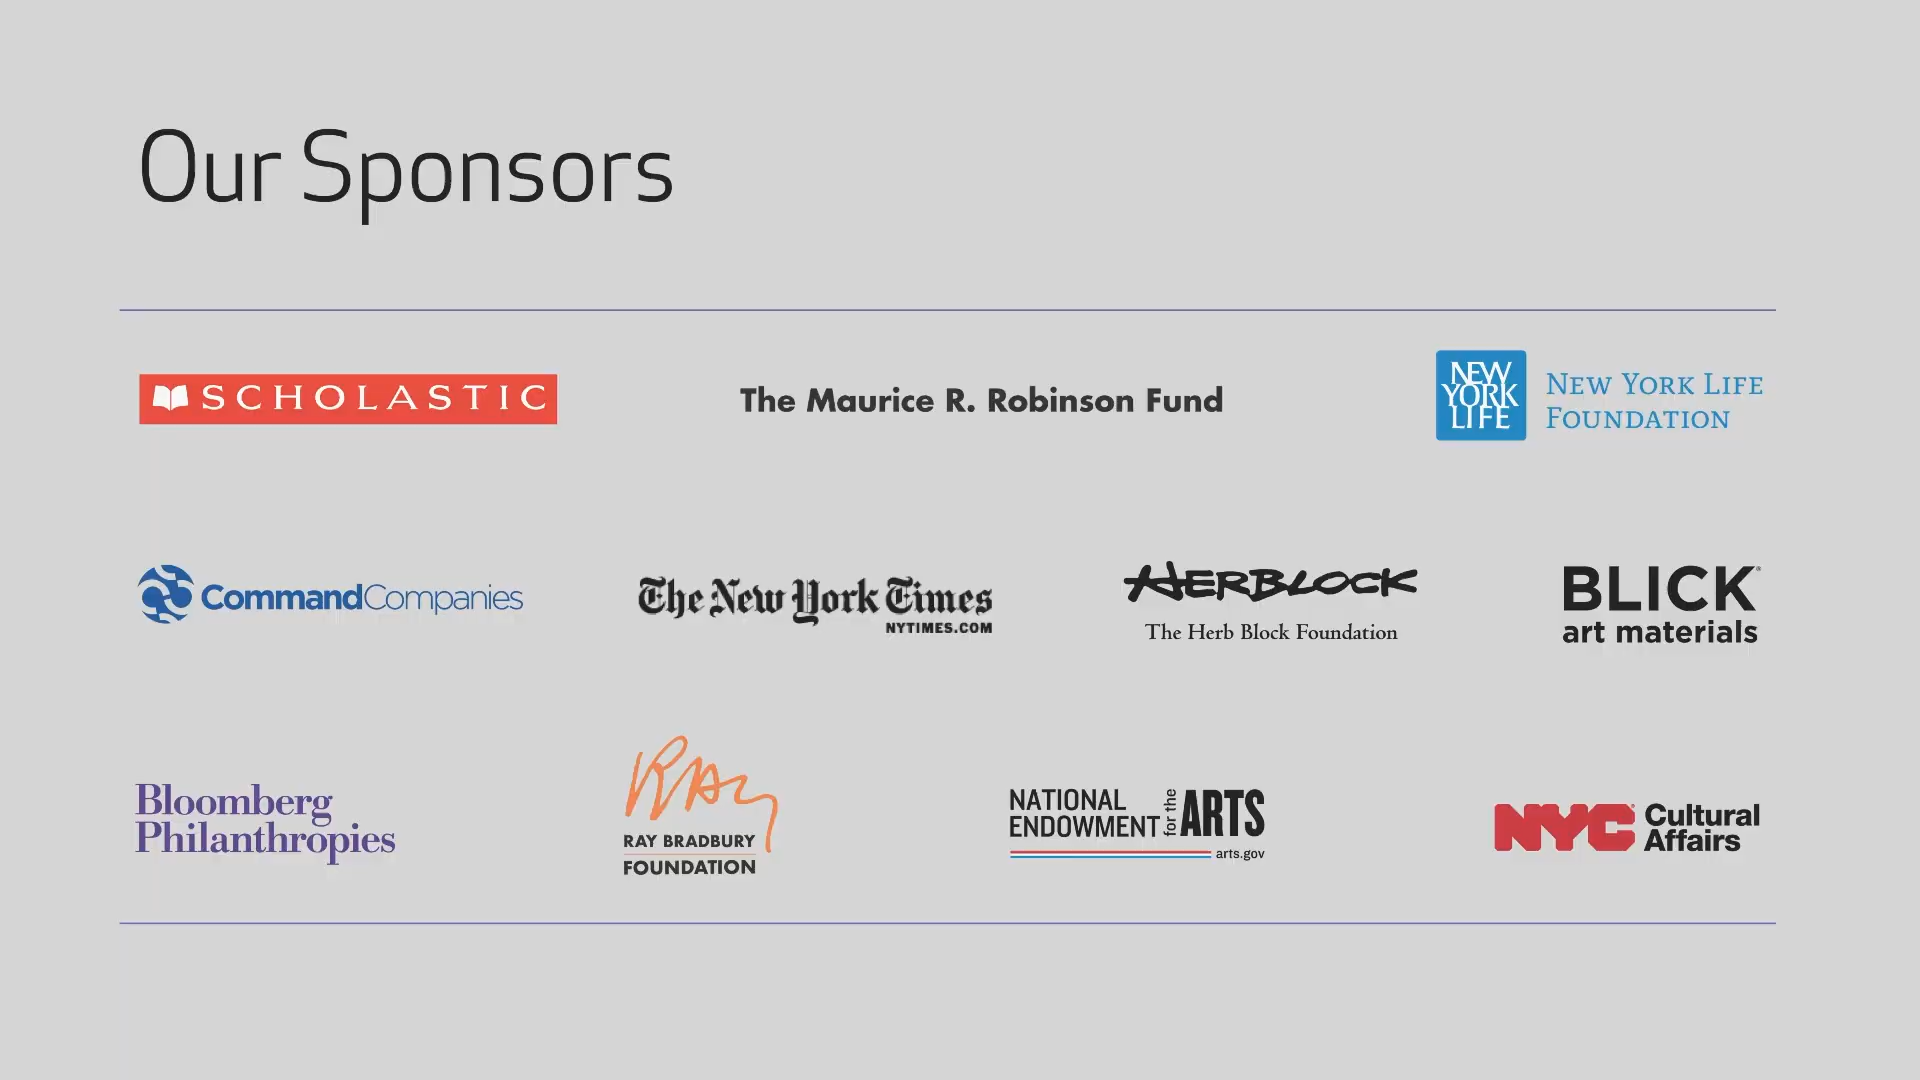 Our Sponsors
SCHOLASTIC
The Maurice R. Robinson Fund
NEW
YORK
LIFE
NEW YORK LIFE
FOUNDATION
CommandCompanies
The New York Times
NYTIMES.COM
HERBLOCK
The Herb Block Foundation
BLICK®
art materials
Bloomberg
Philanthropies
RAY
RAY BRADBURY
FOUNDATION
NATIONAL
ENDOWMENT
for the
ARTS
arts.gov
NYC
Cultural
Affairs